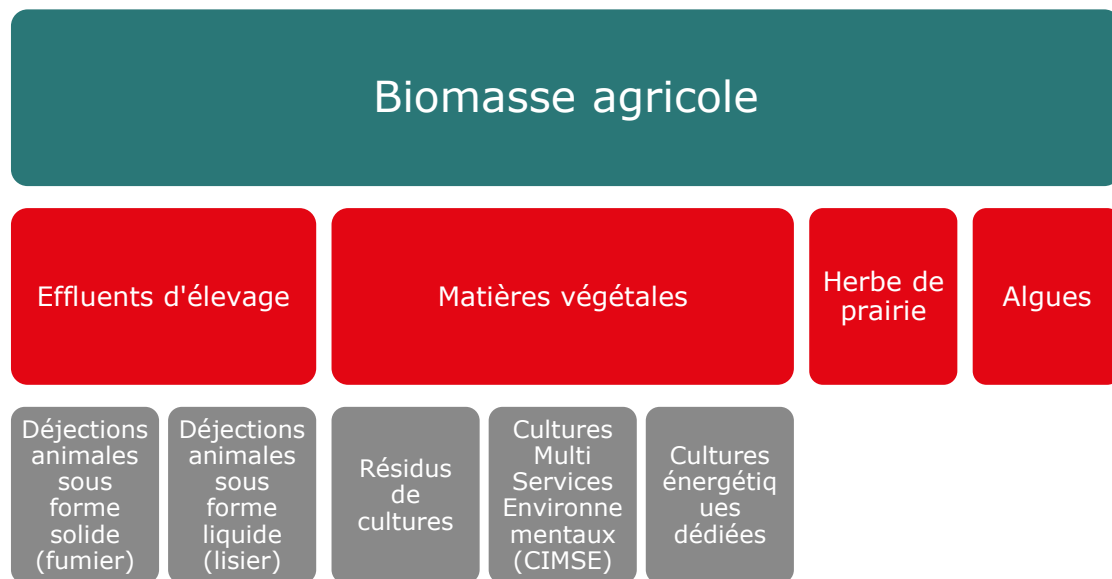 Biomasse agricole
Effluents d'élevage
Matières végétales
Herbe de
prairie
Algues
Déjections
animales
sous
forme
solide
(fumier)
Déjections
animales
sous
forme
liquide
(lisier)
Résidus
de
cultures
Cultures
Multi
Services
Environne
mentaux
(CIMSE)
Cultures
énergétiq
ues
dédiées